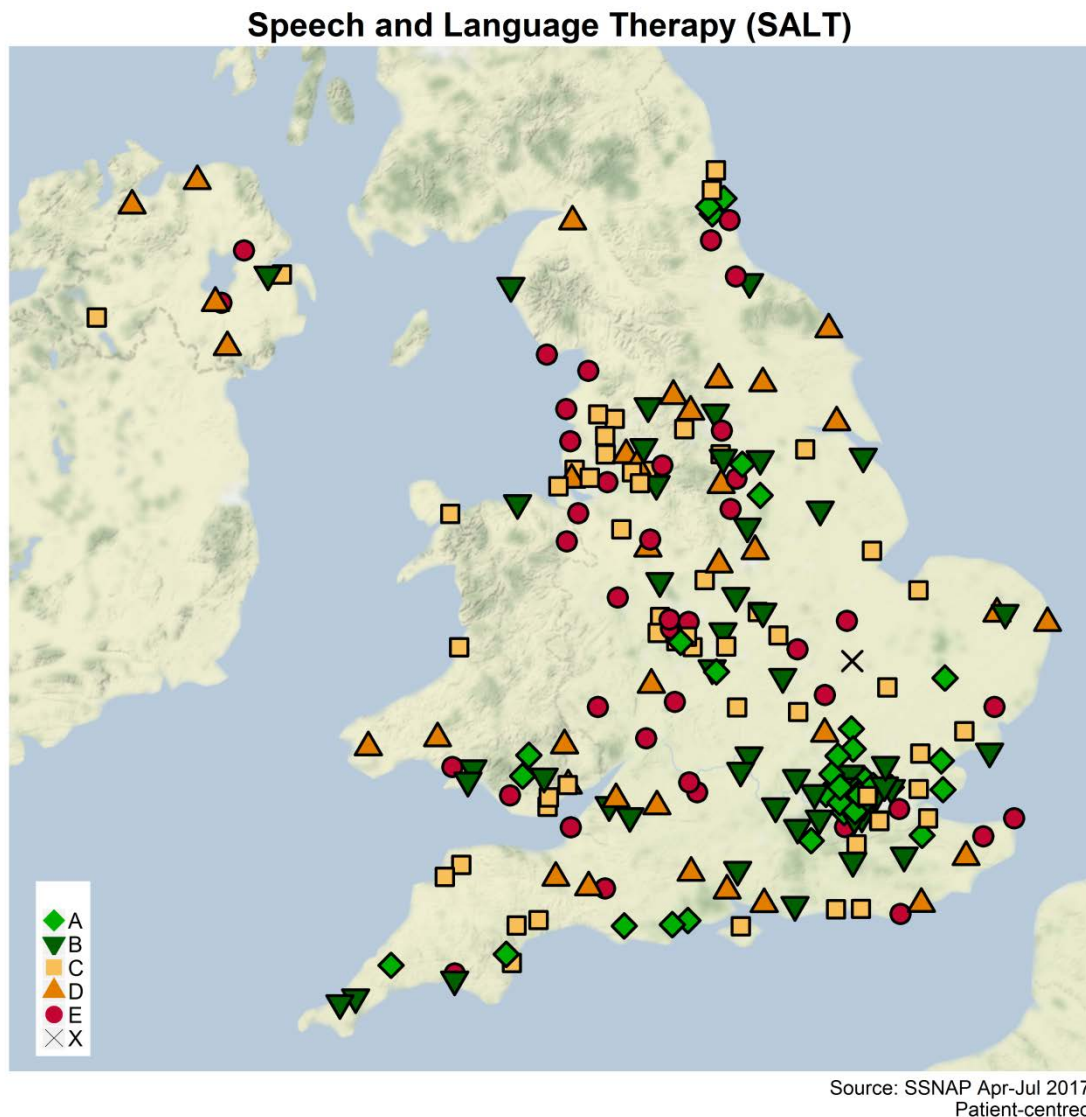 Speech and Language Therapy (SALT)
A
B
C
D
E
X
Source: SSNAP Apr-Jul 2017
Patient-centred